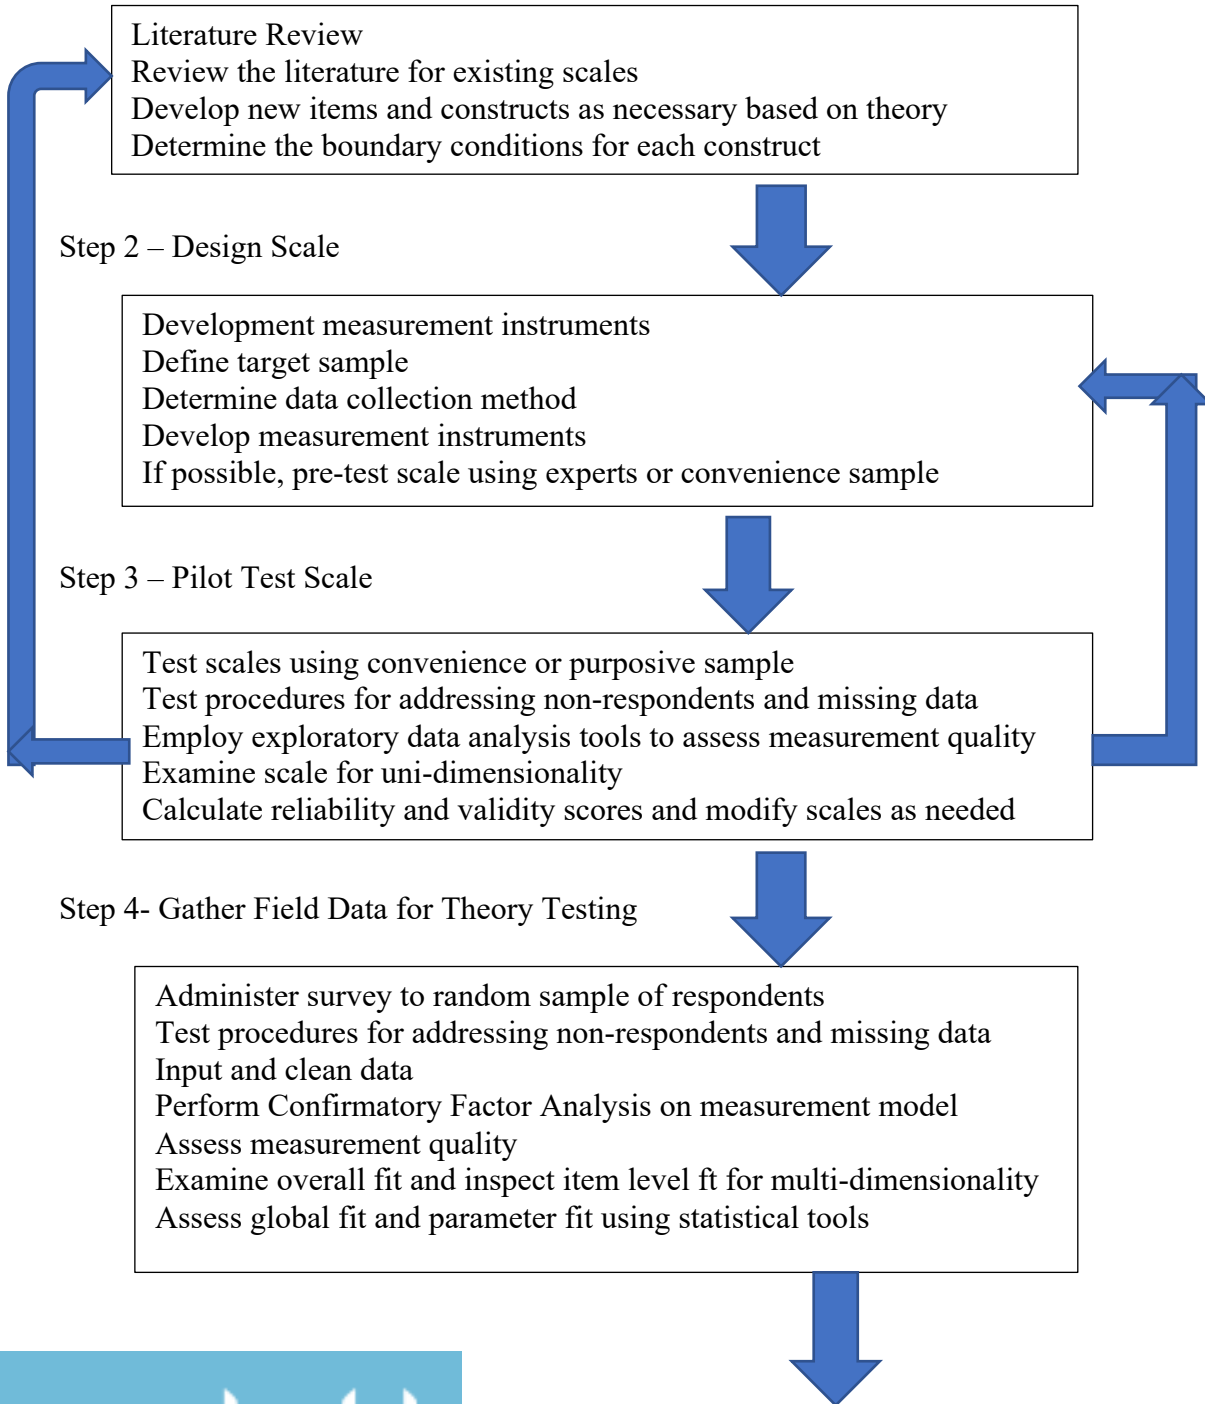 Literature Review
Review the literature for existing scales
Develop new items and constructs as necessary based on theory
Determine the boundary conditions for each construct
Step 2 – Design Scale
Development measurement instruments
Define target sample
Determine data collection method
Develop measurement instruments
If possible, pre-test scale using experts or convenience sample
Step 3 – Pilot Test Scale
Test scales using convenience or purposive sample
Test procedures for addressing non-respondents and missing data
Employ exploratory data analysis tools to assess measurement quality
Examine scale for uni-dimensionality
Calculate reliability and validity scores and modify scales as needed
Step 4- Gather Field Data for Theory Testing
Administer survey to random sample of respondents
Test procedures for addressing non-respondents and missing data
Input and clean data
Perform Confirmatory Factor Analysis on measurement model
Assess measurement quality
Examine overall fit and inspect item level ft for multi-dimensionality
Assess global fit and parameter fit using statistical tools